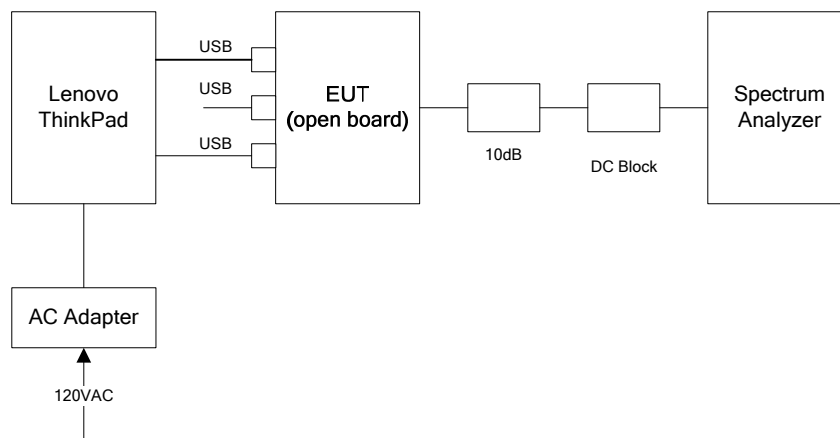 USB
USB
USB
Lenovo
ThinkPad
EUT
(open board)
10dB
DC Block
Spectrum
Analyzer
AC Adapter
120VAC